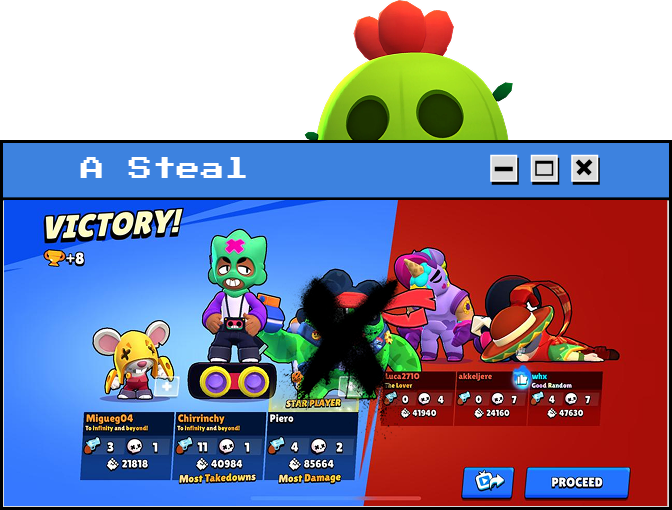 A Steal
VICTORY!
+8
STAR PLAYER
Migueg04
To infinity and beyond!
3 1
21818
Chirrinchy
To infinity and beyond!
11 1
40984
Most Takedowns
Piero
4 2
85664
Most Damage
Luca2710
The Lover
0 4
41940
akkeljere
0 7
24160
whx
Good Random
4 7
47630
PROCEED